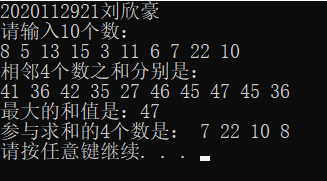 2020112921刘欣豪
请输入10个数:
8 5 13 15 3 11 6 7 22 10
相邻4个数之和分别是:
41 36 42 35 27 46 45 47 45 36
最大的和值是:47
参与求和的4个数是: 7 22 10 8
请按任意键继续. . .